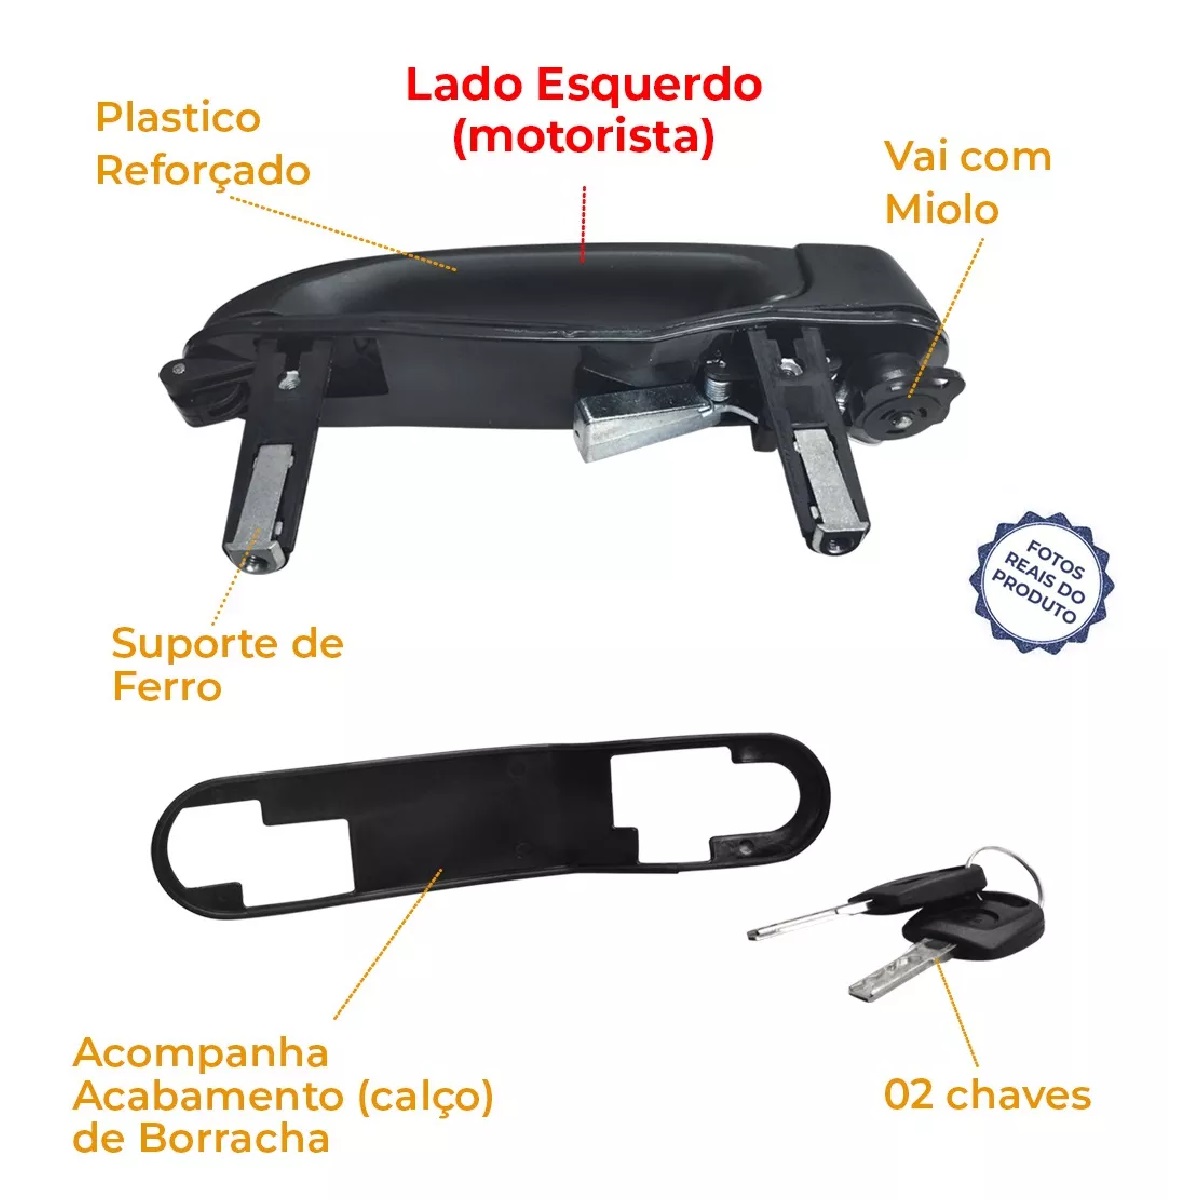 Lado Esquerdo
(motorista)
Plastico
Reforçado
Vai com
Miolo
FOTOS
REAIS DO
PRODUTO
Suporte de
Ferro
Acompanha
Acabamento (calço)
de Borracha
02 chaves